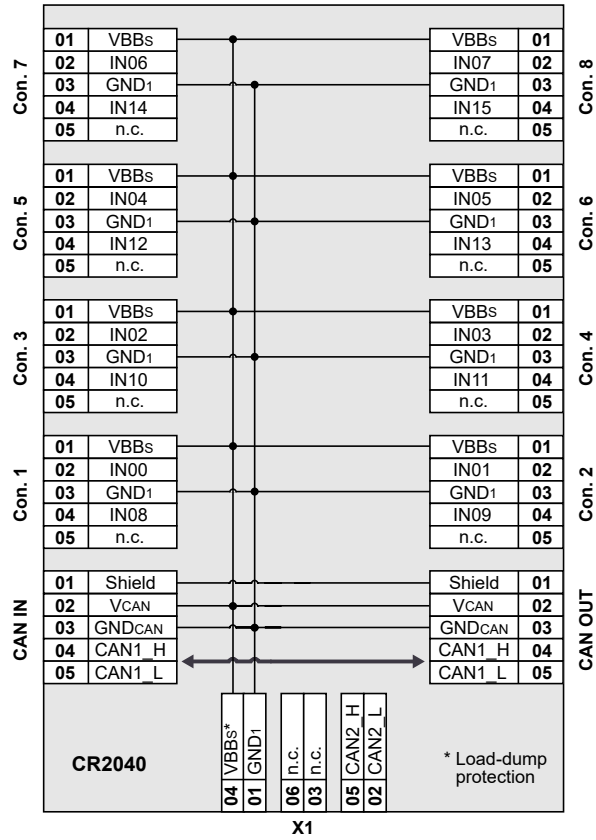 Con. 7
01 VBBS VBBS 01
02 IN06 IN07 02
03 GND1 GND1 03
04 IN14 IN15 04
05 n.c. n.c. 05
Con. 8
Con. 5
01 VBBS VBBS 01
02 IN04 IN05 02
03 GND1 GND1 03
04 IN12 IN13 04
05 n.c. n.c. 05
Con. 6
Con. 3
01 VBBS VBBS 01
02 IN02 IN03 02
03 GND1 GND1 03
04 IN10 IN11 04
05 n.c. n.c. 05
Con. 4
Con. 1
01 VBBS VBBS 01
02 IN00 IN01 02
03 GND1 GND1 03
04 IN08 IN09 04
05 n.c. n.c. 05
Con. 2
CAN IN
01 Shield Shield 01
02 VCAN VCAN 02
03 GNDCAN GNDCAN 03
04 CAN1_H CAN1_H 04
05 CAN1_L CAN1_L 05
CAN OUT
CR2040
04 VBBS*
01 GND1
06 n.c.
03 n.c.
05 CAN2_H
02 CAN2_L
* Load-dump
protection
X1